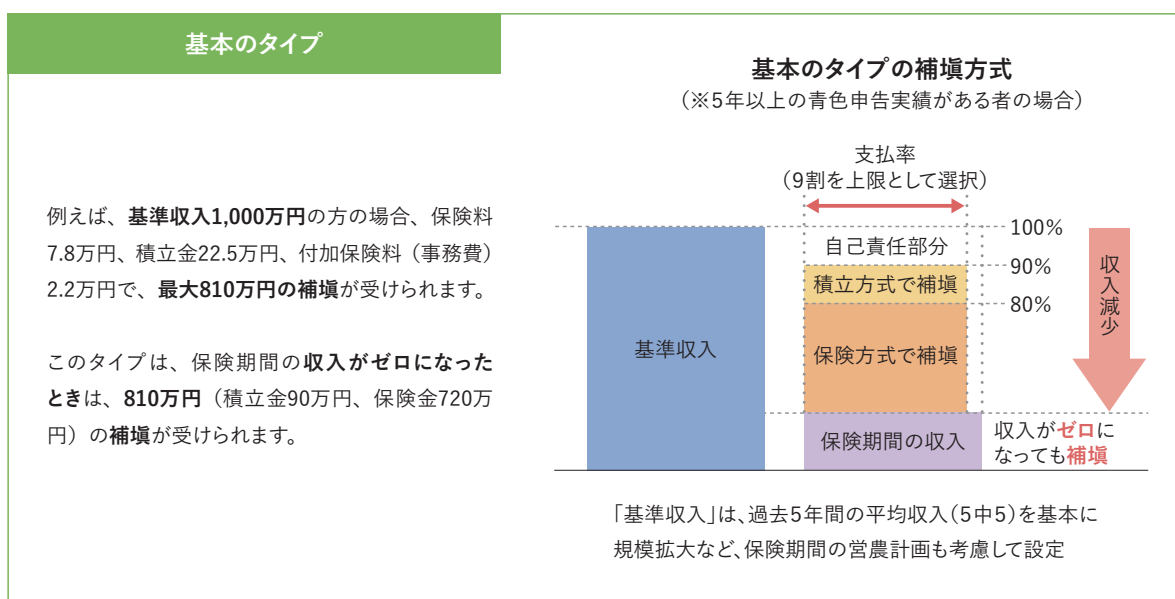 基本のタイプ
例えば、基準収入1,000万円の方の場合、保険料
7.8万円、積立金22.5万円、付加保険料（事務費）
2.2万円で、最大810万円の補塡が受けられます。
このタイプは、保険期間の収入がゼロになった
ときは、810万円（積立金90万円、保険金720万
円）の補塡が受けられます。
基本のタイプの補塡方式
（※5年以上の青色申告実績がある者の場合）
支払率
（9割を上限として選択）
100%
自己責任部分
90%
積立方式で補塡
80%
基準収入
保険方式で補塡
収入減少
保険期間の収入
収入がゼロに
なっても補塡
「基準収入」は、過去5年間の平均収入（5中5）を基本に
規模拡大など、保険期間の営農計画も考慮して設定